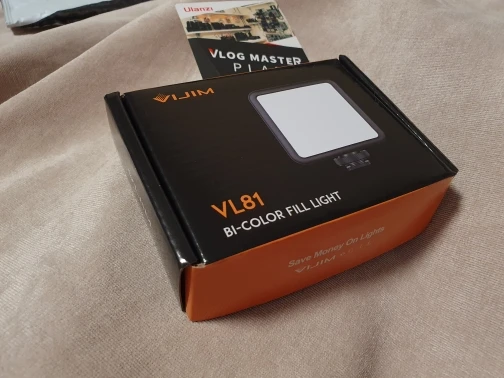 Ulanzi
VLOG MASTER
VIJIM
VL81
BI-COLOR FILL LIGHT
Save Money On Lights
VIJIM